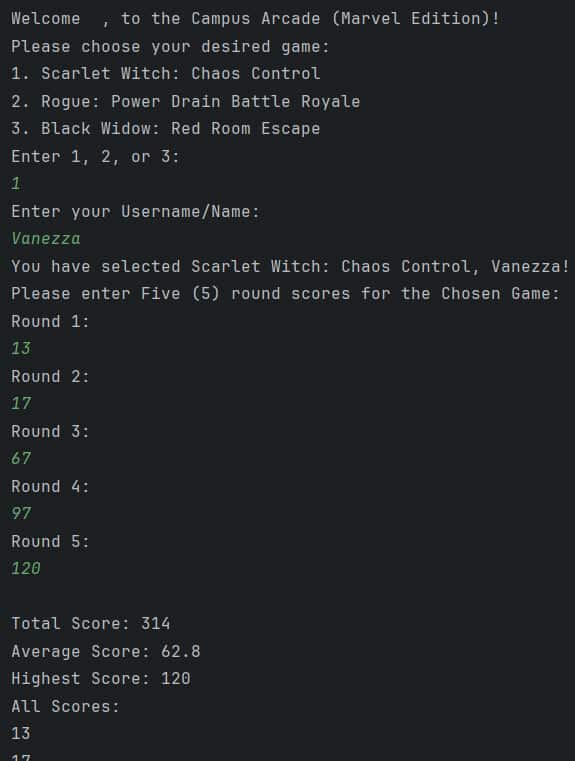 Welcome  , to the Campus Arcade (Marvel Edition)!
Please choose your desired game:
1. Scarlet Witch: Chaos Control
2. Rogue: Power Drain Battle Royale
3. Black Widow: Red Room Escape
Enter 1, 2, or 3:
1
Enter your Username/Name:
Vanezza
You have selected Scarlet Witch: Chaos Control, Vanezza!
Please enter Five (5) round scores for the Chosen Game:
Round 1:
13
Round 2:
17
Round 3:
67
Round 4:
97
Round 5:
120

Total Score: 314
Average Score: 62.8
Highest Score: 120
All Scores:
13
17